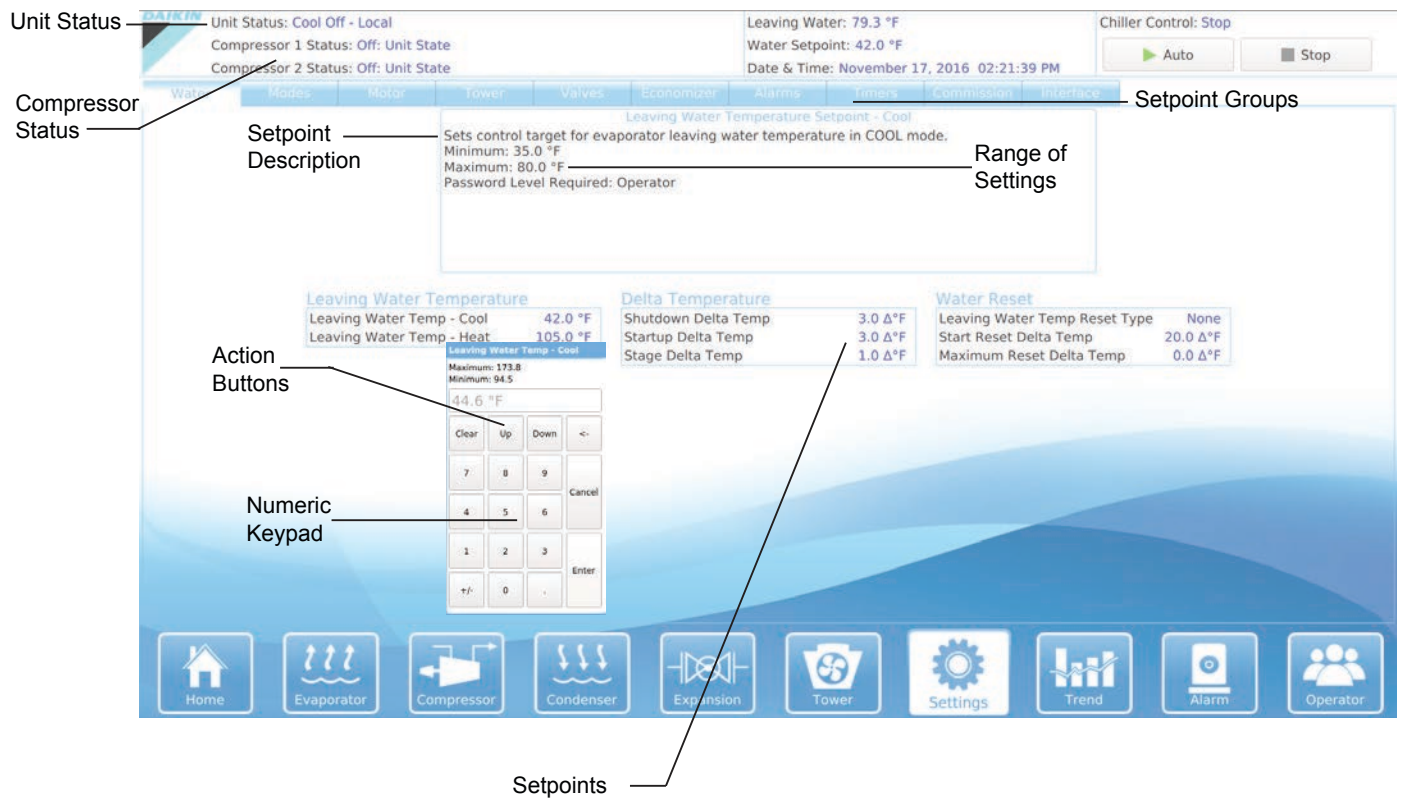 Unit Status
DAIKIN
Unit Status: Cool Off - Local
Compressor 1 Status: Off: Unit State
Compressor 2 Status: Off: Unit State
Leaving Water: 79.3 °F
Water Setpoint: 42.0 °F
Date & Time: November 17, 2016 02:21:39 PM
Chiller Control: Stop
Auto
Stop
Compressor
Status
Water Modes Motor Tower Valves Economizer Alarms Timers Commission Interface
Setpoint Groups
Setpoint
Description
Leaving Water Temperature Setpoint - Cool
Sets control target for evaporator leaving water temperature in COOL mode.
Minimum: 35.0 °F
Maximum: 80.0 °F
Password Level Required: Operator
Range of
Settings
Leaving Water Temperature
Leaving Water Temp - Cool 42.0 °F
Leaving Water Temp - Heat 105.0 °F
Delta Temperature
Shutdown Delta Temp 3.0 Δ°F
Startup Delta Temp 3.0 Δ°F
Stage Delta Temp 1.0 Δ°F
Water Reset
Leaving Water Temp Reset Type None
Start Reset Delta Temp 20.0 Δ°F
Maximum Reset Delta Temp 0.0 Δ°F
Action
Buttons
Leaving Water Temp - Cool
Maximum: 173.8
Minimum: 94.5
44.6 °F
Clear Up Down <-
7 8 9
Cancel
4 5 6
1 2 3
Enter
+/- 0 .
Numeric
Keypad
Home Evaporator Compressor Condenser Expansion Tower Settings Trend Alarm Operator
Setpoints